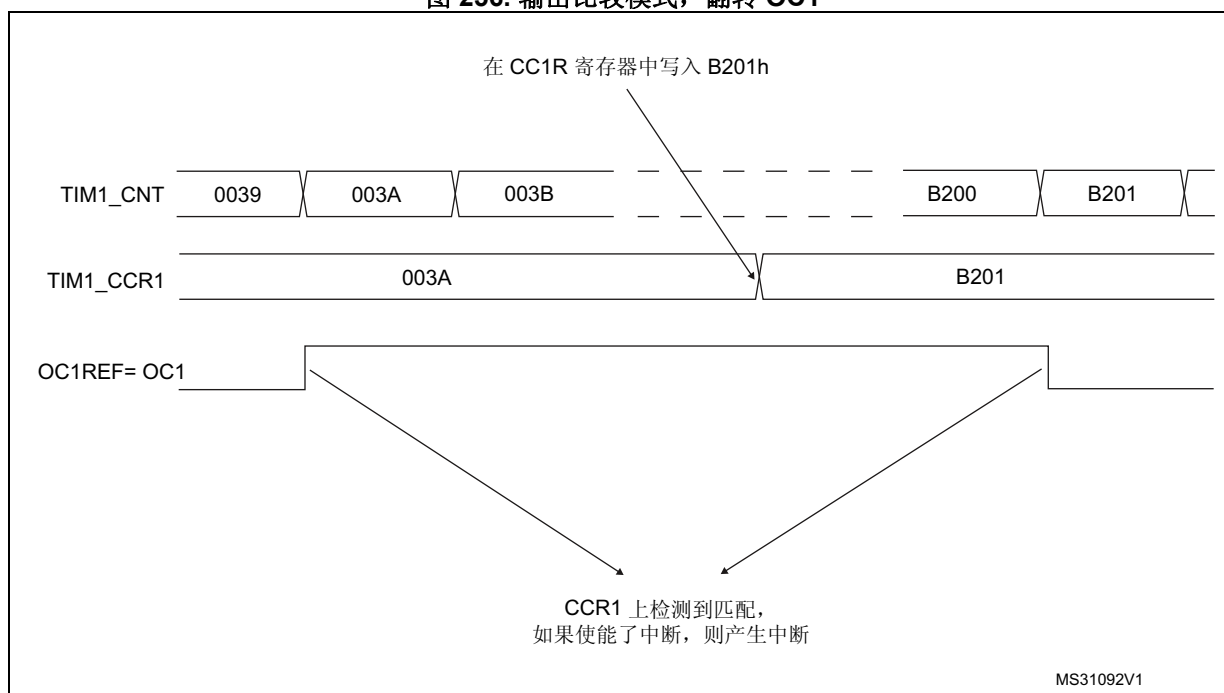 在 CC1R 寄存器中写入 B201h
TIM1_CNT 0039 003A 003B B200 B201
TIM1_CCR1 003A B201
OC1REF= OC1
CCR1 上检测到匹配，
如果使能了中断，则产生中断
MS31092V1